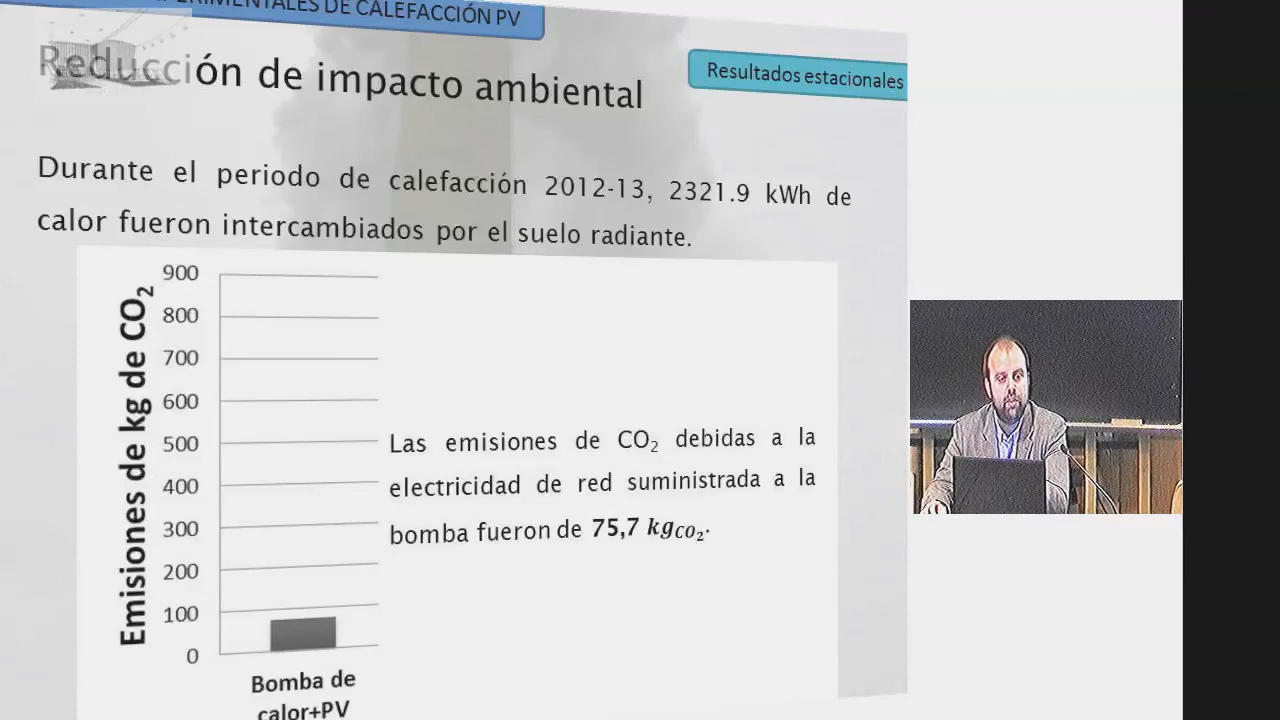 DE CALEFACCIÓN PV
Reducción de impacto ambiental
Resultados estacionales
Durante el periodo de calefacción 2012-13, 2321.9 kWh de
calor fueron intercambiados por el suelo radiante.
Emisiones de kg de CO₂
900
800
700
600
500
400
300
200
100
0
Las emisiones de CO₂ debidas a la
electricidad de red suministrada a la
bomba fueron de 75,7 kg_CO₂.
Bomba de
calor+PV